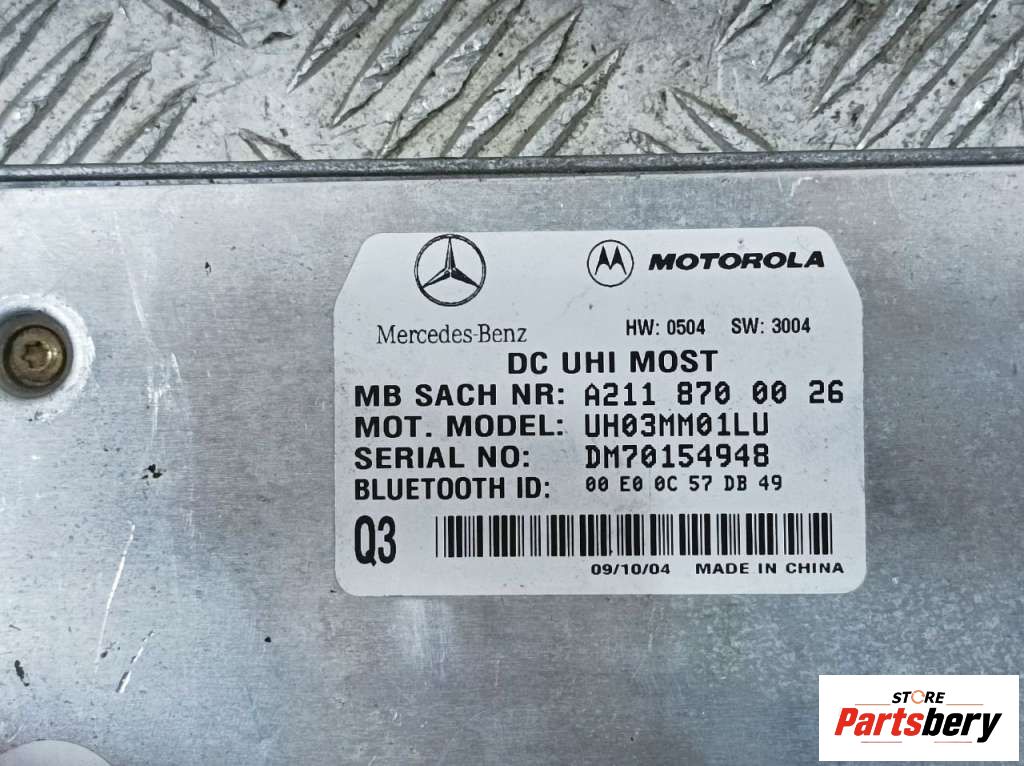 MOTOROLA
Mercedes-Benz
HW: 0504 SW: 3004
DC UHI MOST
MB SACH NR: A211 870 00 26
MOT. MODEL: UH03MM01LU
SERIAL NO: DM70154948
BLUETOOTH ID: 00 E0 0C 57 DB 49
Q3
09/10/04 MADE IN CHINA
STORE
Partsbery